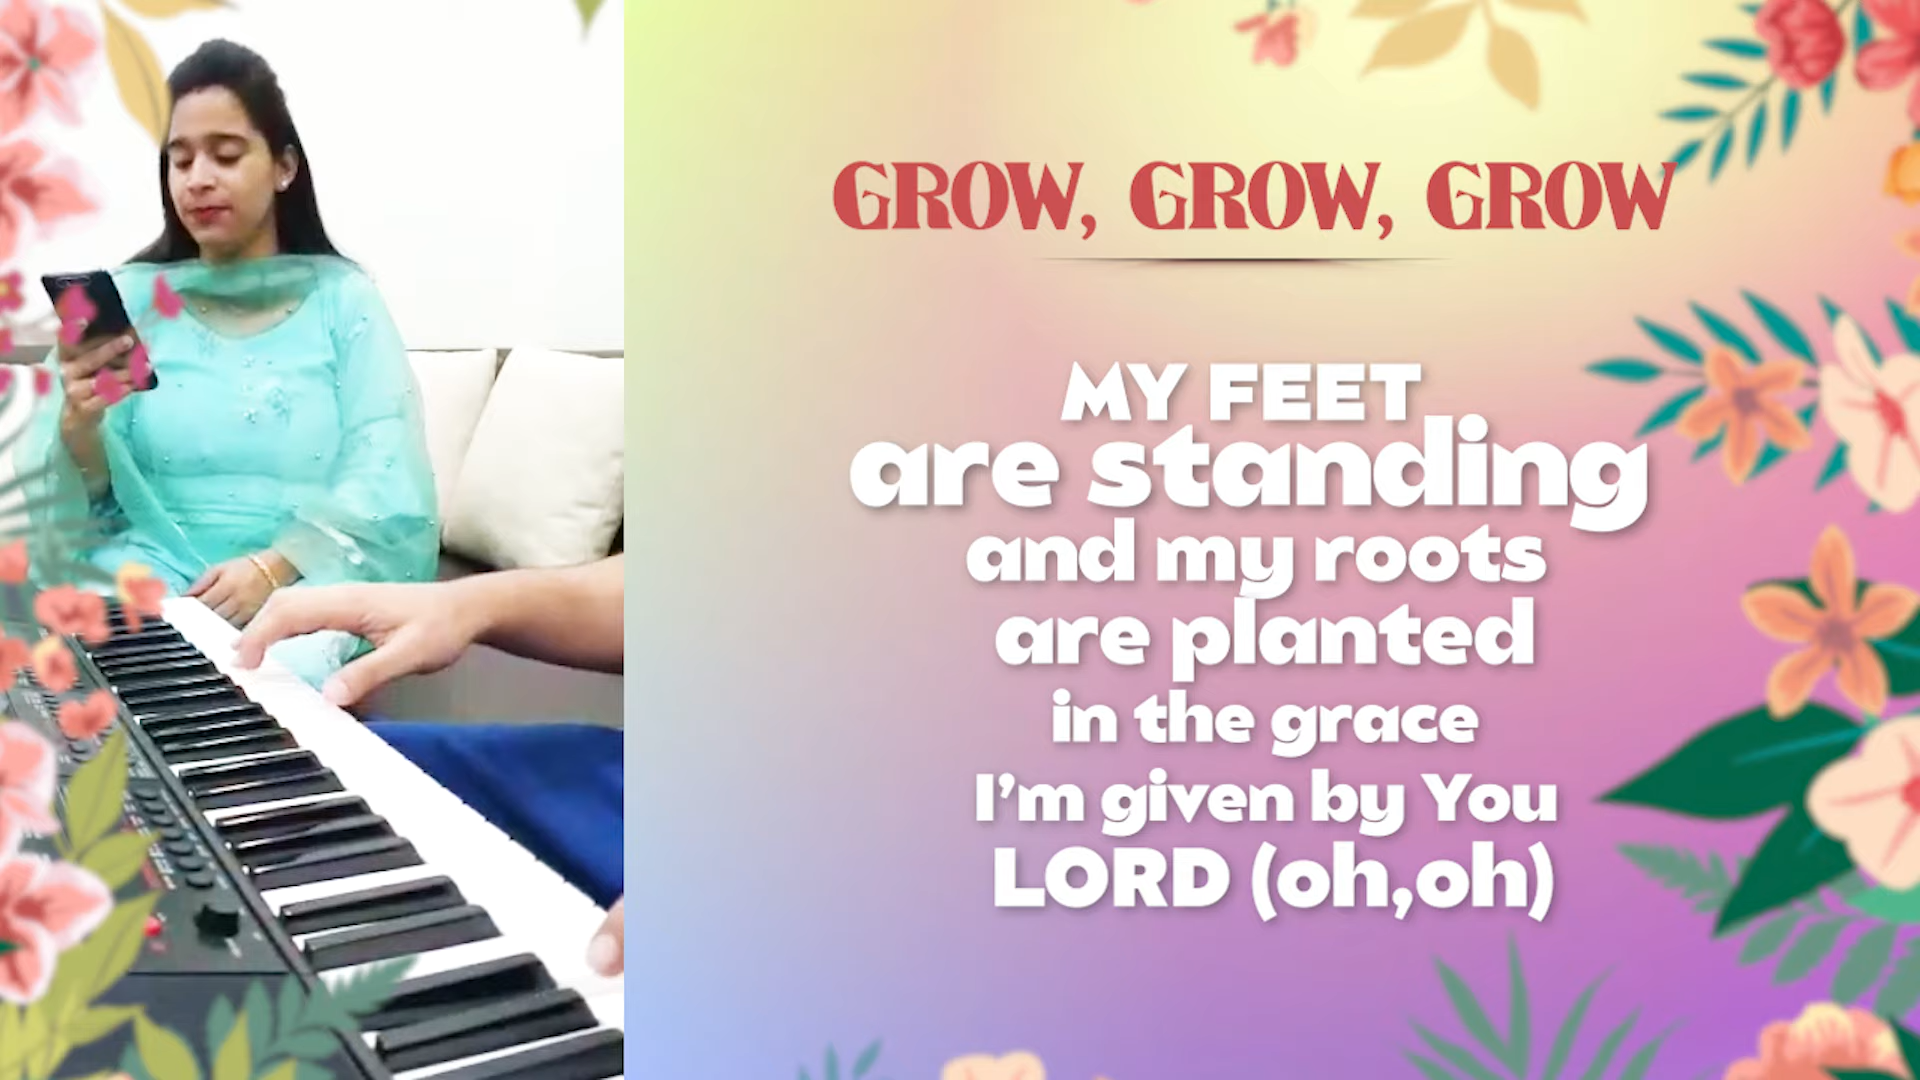 GROW, GROW, GROW
MY FEET
are standing
and my roots
are planted
in the grace
I'm given by You
LORD (oh,oh)